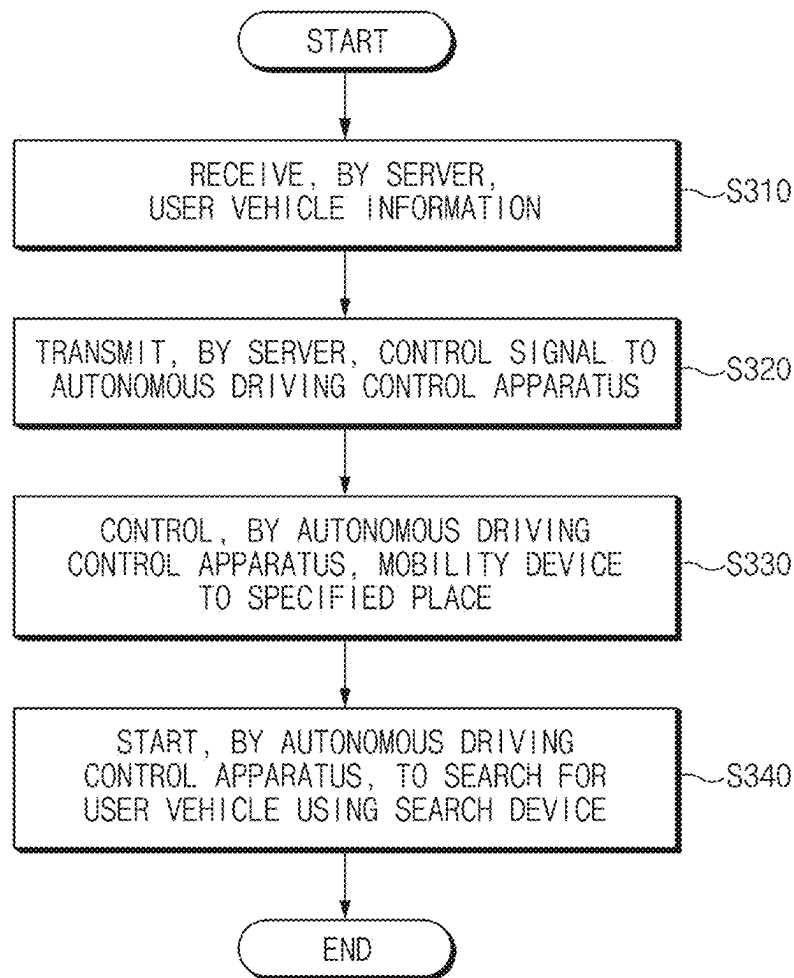 START
RECEIVE, BY SERVER,
USER VEHICLE INFORMATION
S310
TRANSMIT, BY SERVER, CONTROL SIGNAL TO
AUTONOMOUS DRIVING CONTROL APPARATUS
S320
CONTROL, BY AUTONOMOUS DRIVING
CONTROL APPARATUS, MOBILITY DEVICE
TO SPECIFIED PLACE
S330
START, BY AUTONOMOUS DRIVING
CONTROL APPARATUS, TO SEARCH FOR
USER VEHICLE USING SEARCH DEVICE
S340
END